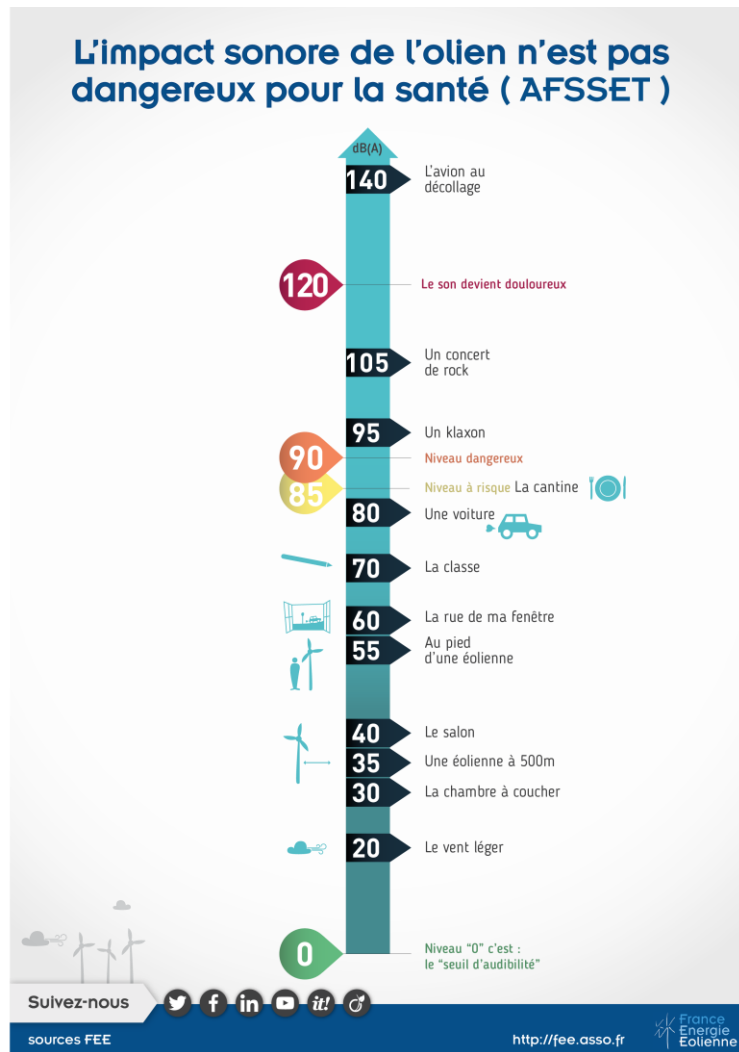 L'impact sonore de l'olien n'est pas
dangereux pour la santé ( AFSSET )
dB(A)
140
L'avion au
décollage
120
Le son devient douloureux
105
Un concert
de rock
95
Un klaxon
90
Niveau dangereux
85
Niveau à risque La cantine
80
Une voiture
70
La classe
60
La rue de ma fenêtre
55
Au pied
d'une éolienne
40
Le salon
35
Une éolienne à 500m
30
La chambre à coucher
20
Le vent léger
0
Niveau "0" c'est :
le "seuil d'audibilité"
Suivez-nous
f
in
You Tube
it!
sources FEE
http://fee.asso.fr
France
Energie
Eolienne